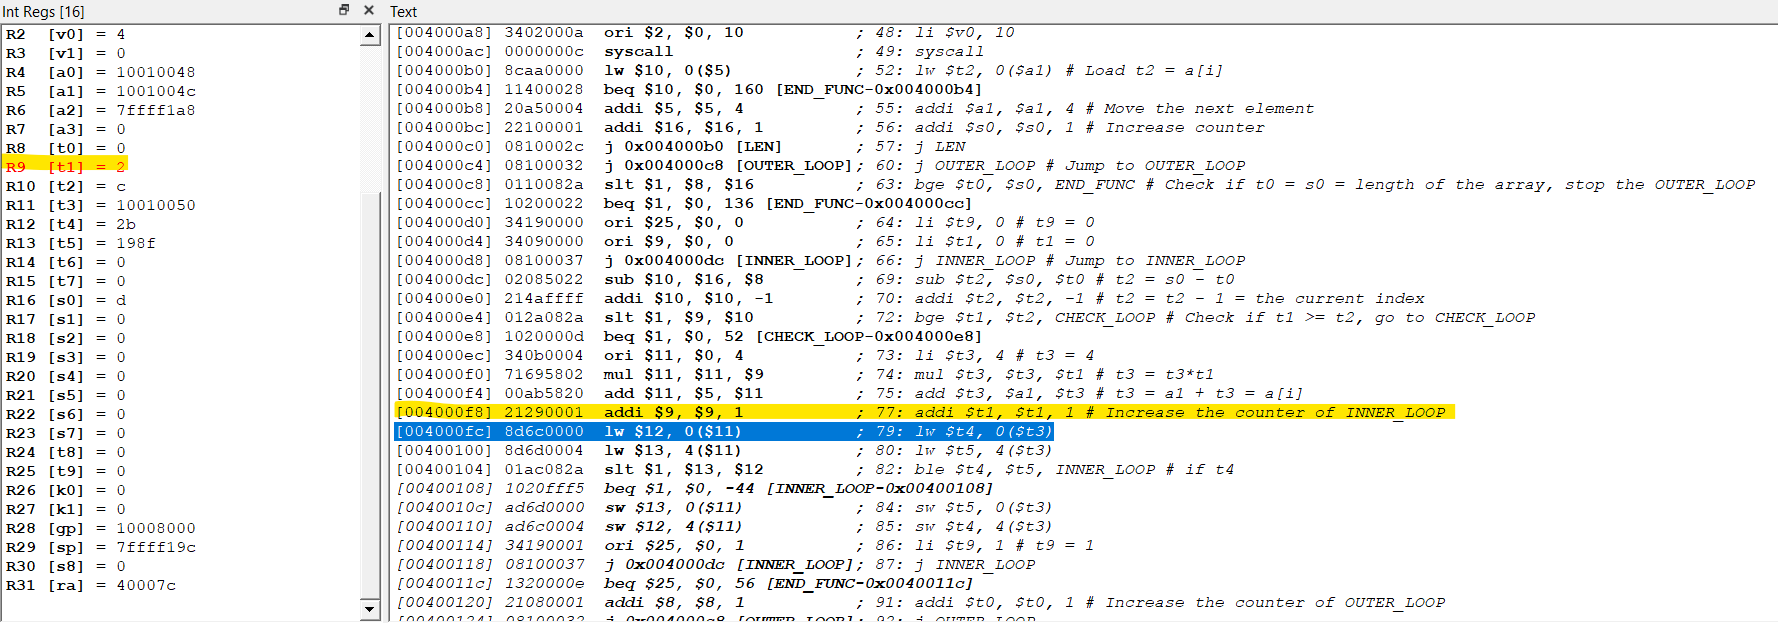 Int Regs [16]
R2 [v0] = 4
R3 [v1] = 0
R4 [a0] = 10010048
R5 [a1] = 1001004c
R6 [a2] = 7ffff1a8
R7 [a3] = 0
R8 [t0] = 0
R9 [t1] = 2
R10 [t2] = c
R11 [t3] = 10010050
R12 [t4] = 2b
R13 [t5] = 198f
R14 [t6] = 0
R15 [t7] = 0
R16 [s0] = d
R17 [s1] = 0
R18 [s2] = 0
R19 [s3] = 0
R20 [s4] = 0
R21 [s5] = 0
R22 [s6] = 0
R23 [s7] = 0
R24 [t8] = 0
R25 [t9] = 0
R26 [k0] = 0
R27 [k1] = 0
R28 [gp] = 10008000
R29 [sp] = 7ffff19c
R30 [s8] = 0
R31 [ra] = 40007c
Text
[004000a8] 3402000a ori $2, $0, 10 ; 48: li $v0, 10
[004000ac] 0000000c syscall ; 49: syscall
[004000b0] 8caa0000 lw $10, 0($5) ; 52: lw $t2, 0($a1) # Load t2 = a[i]
[004000b4] 11400028 beq $10, $0, 160 [END_FUNC-0x004000b4]
[004000b8] 20a50004 addi $5, $5, 4 ; 55: addi $a1, $a1, 4 # Move the next element
[004000bc] 22100001 addi $16, $16, 1 ; 56: addi $s0, $s0, 1 # Increase counter
[004000c0] 0810002c j 0x004000b0 [LEN] ; 57: j LEN
[004000c4] 08100032 j 0x004000c8 [OUTER_LOOP]; 60: j OUTER_LOOP # Jump to OUTER_LOOP
[004000c8] 0110082a slt $1, $8, $16 ; 63: bge $t0, $s0, END_FUNC # Check if t0 = s0 = length of the array, stop the OUTER_LOOP
[004000cc] 10200022 beq $1, $0, 136 [END_FUNC-0x004000cc]
[004000d0] 34190000 ori $25, $0, 0 ; 64: li $t9, 0 # t9 = 0
[004000d4] 34090000 ori $9, $0, 0 ; 65: li $t1, 0 # t1 = 0
[004000d8] 08100037 j 0x004000dc [INNER_LOOP]; 66: j INNER_LOOP # Jump to INNER_LOOP
[004000dc] 02085022 sub $10, $16, $8 ; 69: sub $t2, $s0, $t0 # t2 = s0 - t0
[004000e0] 214affff addi $10, $10, -1 ; 70: addi $t2, $t2, -1 # t2 = t2 - 1 = the current index
[004000e4] 012a082a slt $1, $9, $10 ; 72: bge $t1, $t2, CHECK_LOOP # Check if t1 >= t2, go to CHECK_LOOP
[004000e8] 1020000d beq $1, $0, 52 [CHECK_LOOP-0x004000e8]
[004000ec] 340b0004 ori $11, $0, 4 ; 73: li $t3, 4 # t3 = 4
[004000f0] 71695802 mul $11, $11, $9 ; 74: mul $t3, $t3, $t1 # t3 = t3*t1
[004000f4] 00ab5820 add $11, $5, $11 ; 75: add $t3, $a1, $t3 # t3 = a1 + t3 = a[i]
[004000f8] 21290001 addi $9, $9, 1 ; 77: addi $t1, $t1, 1 # Increase the counter of INNER_LOOP
[004000fc] 8d6c0000 lw $12, 0($11) ; 79: lw $t4, 0($t3)
[00400100] 8d6d0004 lw $13, 4($11) ; 80: lw $t5, 4($t3)
[00400104] 01ac082a slt $1, $13, $12 ; 82: ble $t4, $t5, INNER_LOOP # if t4
[00400108] 1020fff5 beq $1, $0, -44 [INNER_LOOP-0x00400108]
[0040010c] ad6d0000 sw $13, 0($11) ; 84: sw $t5, 0($t3)
[00400110] ad6c0004 sw $12, 4($11) ; 85: sw $t4, 4($t3)
[00400114] 34190001 ori $25, $0, 1 ; 86: li $t9, 1 # t9 = 1
[00400118] 08100037 j 0x004000dc [INNER_LOOP]; 87: j INNER_LOOP
[0040011c] 1320000e beq $25, $0, 56 [END_FUNC-0x0040011c]
[00400120] 21080001 addi $8, $8, 1 ; 91: addi $t0, $t0, 1 # Increase the counter of OUTER_LOOP
[00400124] 08100032 j 0x004000c8 [OUTER_LOOP]; 92: j OUTER_LOOP